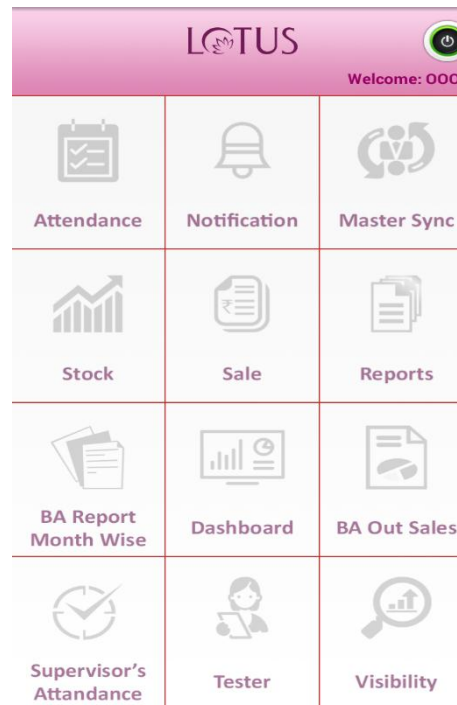 LOTUS
Welcome: 000
Attendance
Notification
Master Sync
₹
Stock
Sale
Reports
BA Report
Month Wise
Dashboard
BA Out Sales
Supervisor's
Attandance
Tester
Visibility